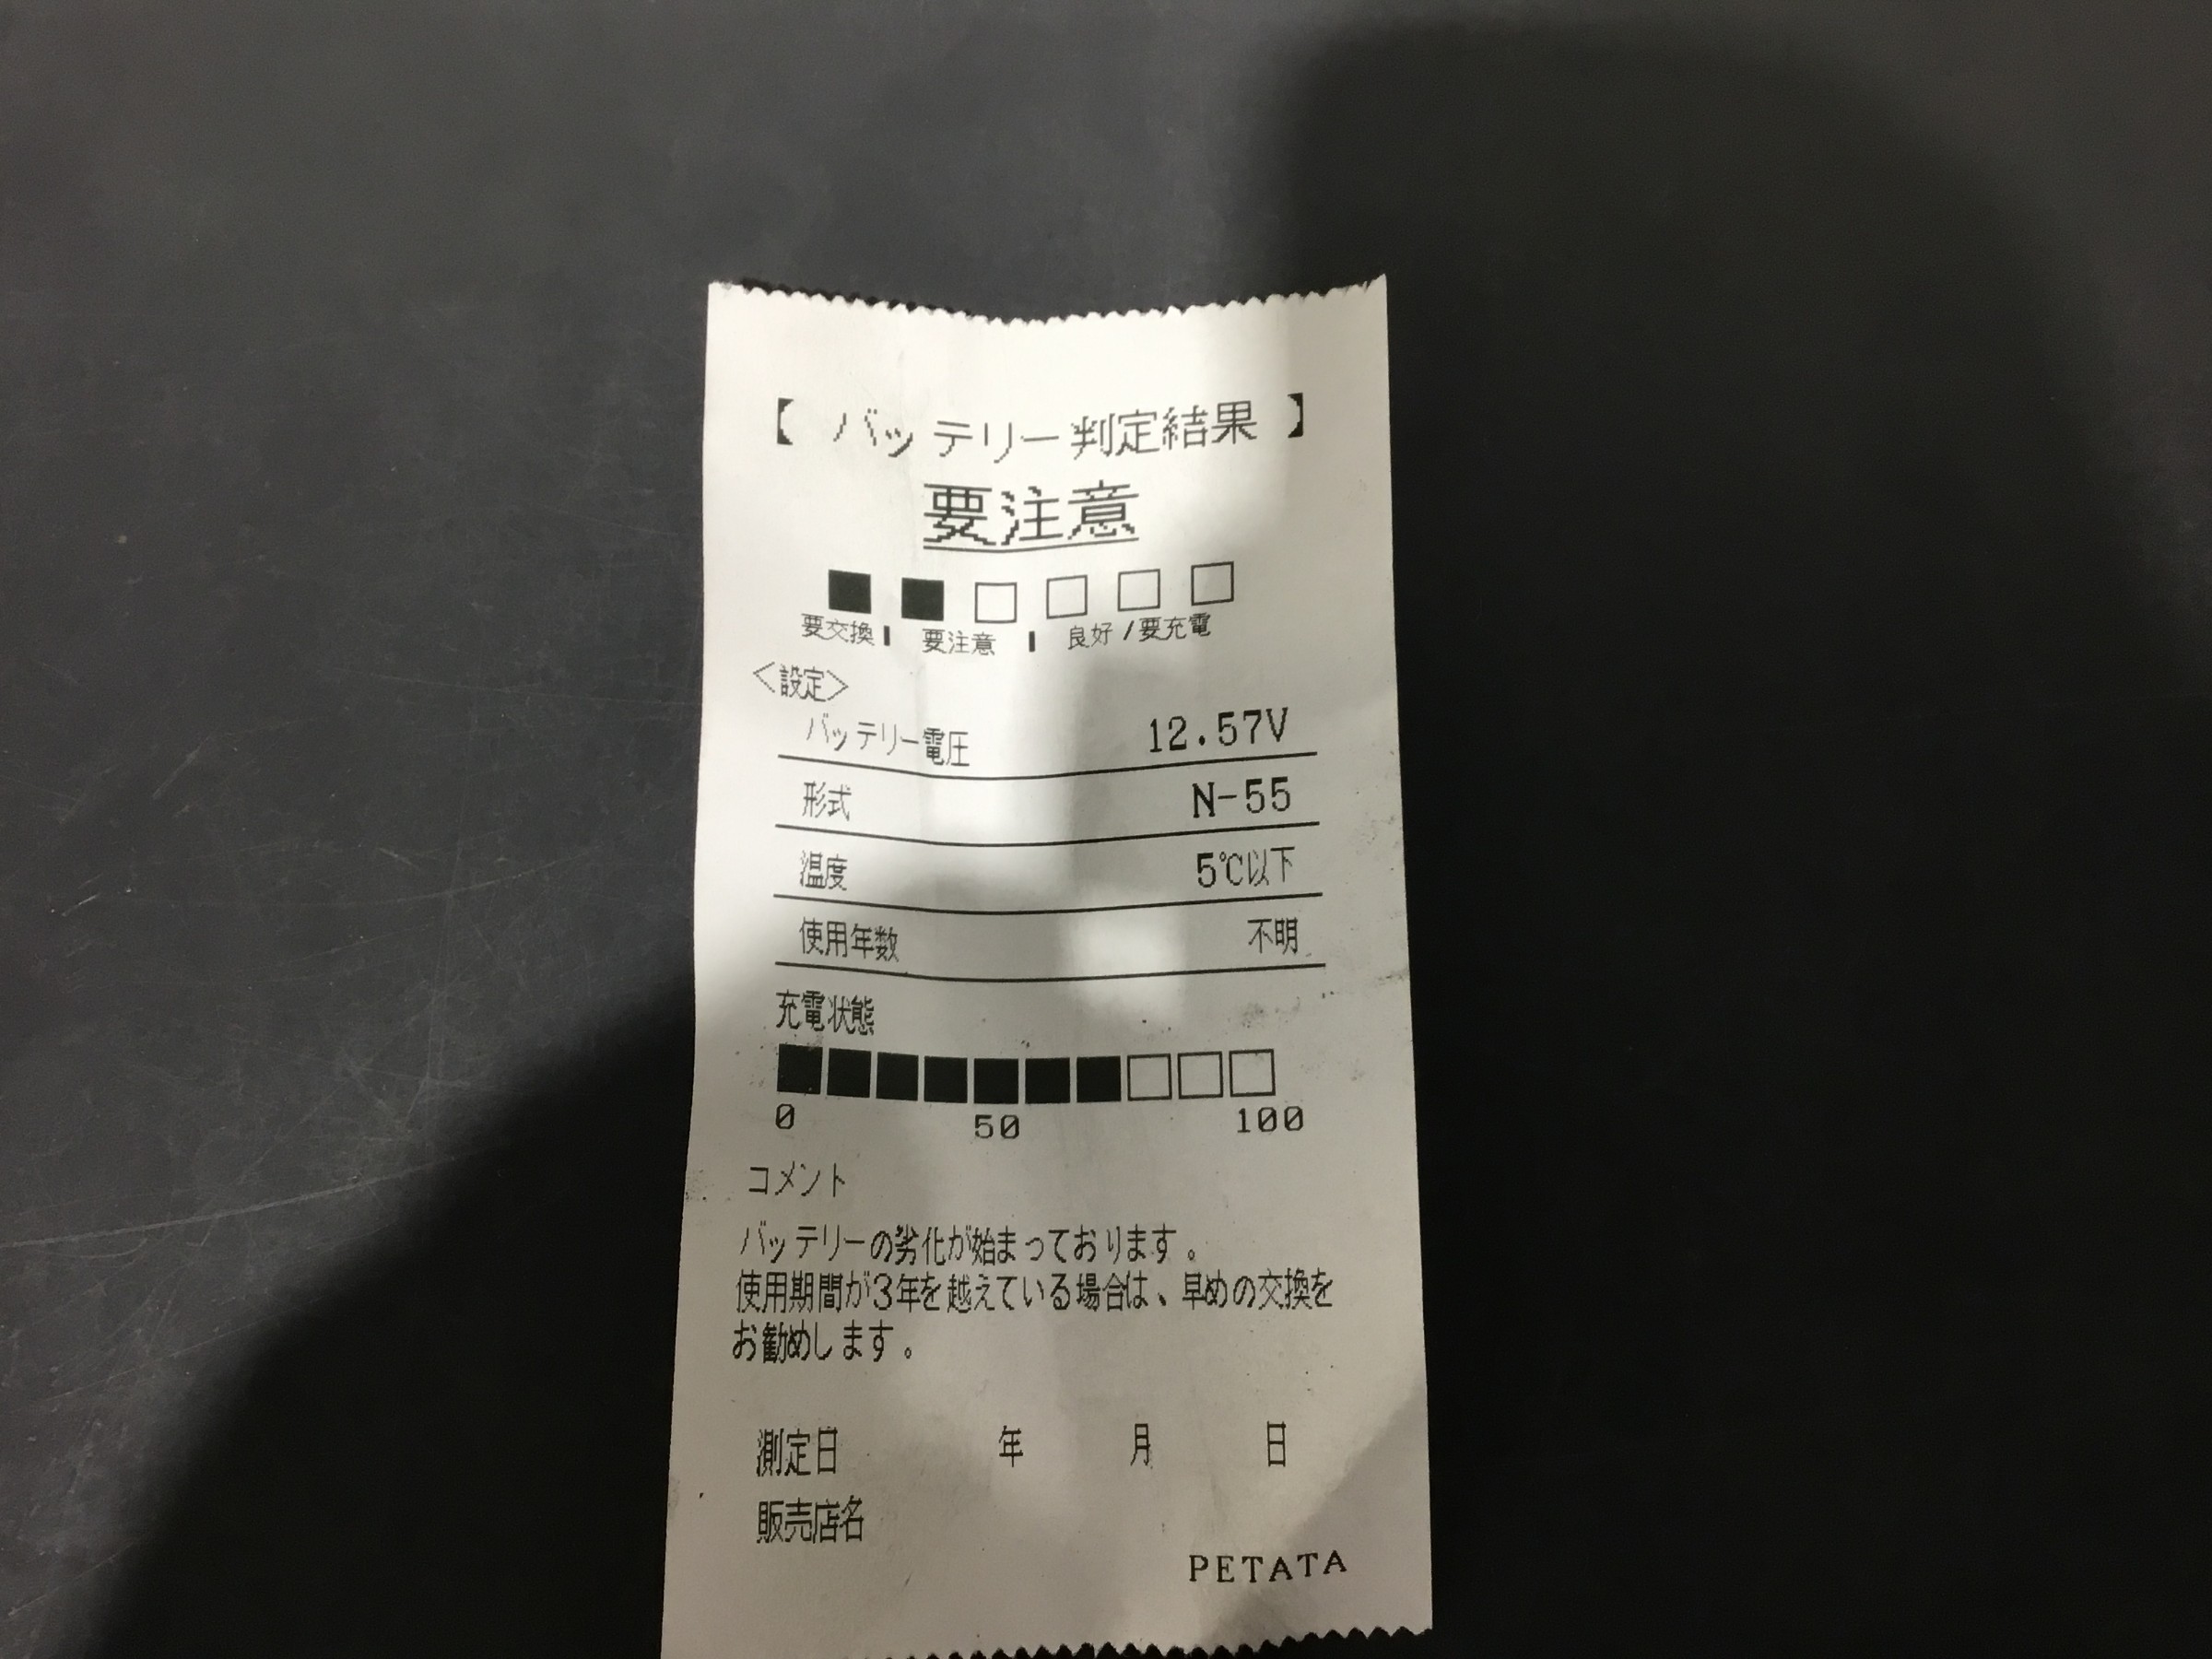 【 バッテリー判定結果 】
要注意
要交換 要注意 良好/要充電
<設定>
バッテリー電圧 12.57V
形式 N-55
温度 5℃以下
使用年数 不明
充電状態
0 50 100
コメント
バッテリーの劣化が始まっております。
使用期間が3年を越えている場合は、早めの交換を
お勧めします。
測定日 年 月 日
販売店名
PETATA